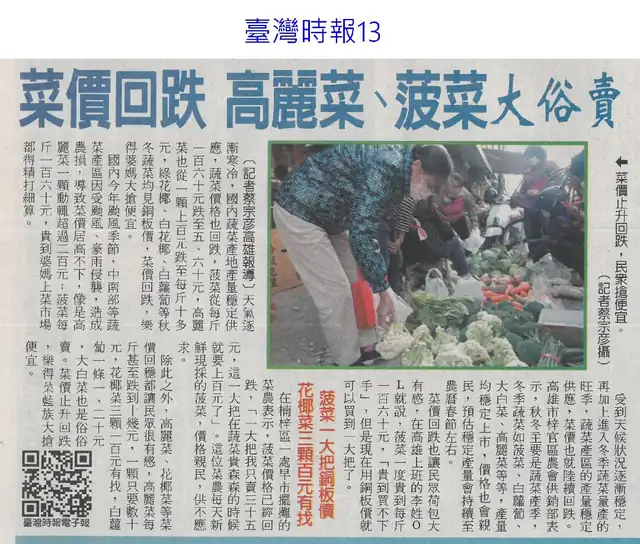 臺灣時報13
菜價回跌 高麗菜、菠菜大俗賣
⬅菜價止升回跌,民眾搶便宜。
(記者蔡宗彥攝)
〔記者蔡宗彥高雄報導〕天氣逐
漸寒冷,國內蔬菜產地產量穩定供
應,蔬菜價格也回跌,菠菜從每斤
一百六十元跌至五、六十元,高麗
菜也從一顆上百元跌至每斤十多
元,綠花椰、白花椰、白蘿蔔等秋
冬蔬菜均見銅板價,菜價回跌,樂
得婆媽大搶便宜。
國內今年颱風季節,中南部等蔬
菜產區因受颱風、豪雨侵襲,造成
農損,導致菜價居高不下,像是高
麗菜一顆動輒超過二百元;菠菜每
斤一百六十元,貴到婆媽上菜市場
都得精打細算。
受到天候狀況逐漸穩定,
再加上進入冬季蔬菜量產的
旺季,蔬菜產區的產量穩定
供應,菜價也就陸續回跌。
高雄市梓官區農會供銷部表
示,秋冬主要是蔬菜產季,
冬季蔬菜如菠菜、白蘿蔔,
大白菜、高麗菜等等,產量
均穩定上市,價格也會親
民,預估穩定產量會持續至
農曆春節左右。
菜價回跌也讓民眾荷包大
有感,在高雄上班的李姓O
L就說,菠菜一度貴到每斤
一百六十元,「貴到買不下
手」,但是現在用銅板價就
可以買到一大把了。
菠菜一大把銅板價
花椰菜三顆百元有找
在楠梓區一處早市擺攤的
菜農表示,菠菜價格已經回
跌,「一大把我只賣三十五
元,這一大把在蔬菜貴森森的時候
就要上百元了」。這位菜農每天新
鮮現採的菠菜,價格親民,供不應
求。
除此之外,高麗菜、花椰菜等菜
價回穩都讓民眾很有感,高麗菜每
斤甚至跌到十幾元,一顆只要數十
元,花椰菜三顆一百元有找,白蘿
蔔一條一、二十元
,大白菜也是俗俗
賣。菜價止升回跌
,樂得菜籃族大搶
便宜。
臺灣時報電子報